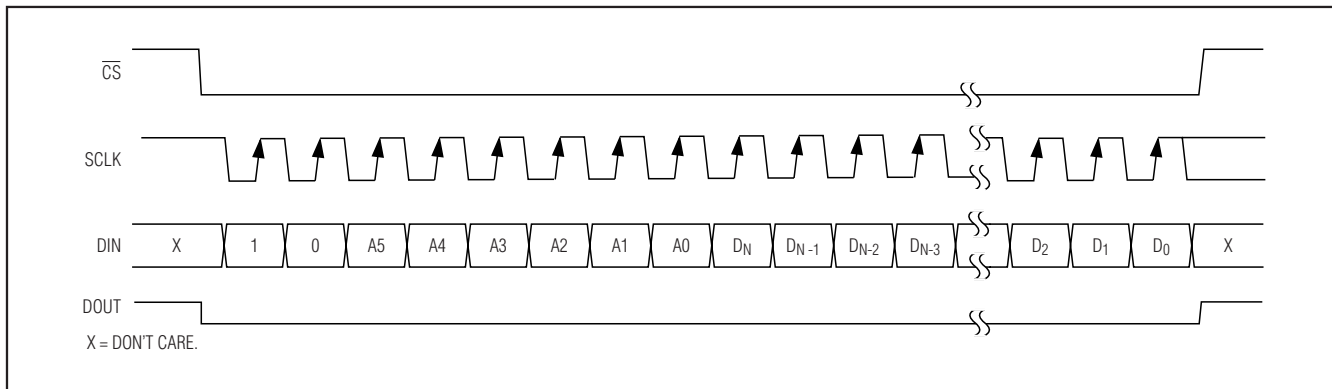 CS
SCLK
DIN X 1 0 A5 A4 A3 A2 A1 A0 DN DN-1 DN-2 DN-3 D2 D1 D0 X
DOUT
X = DON'T CARE.